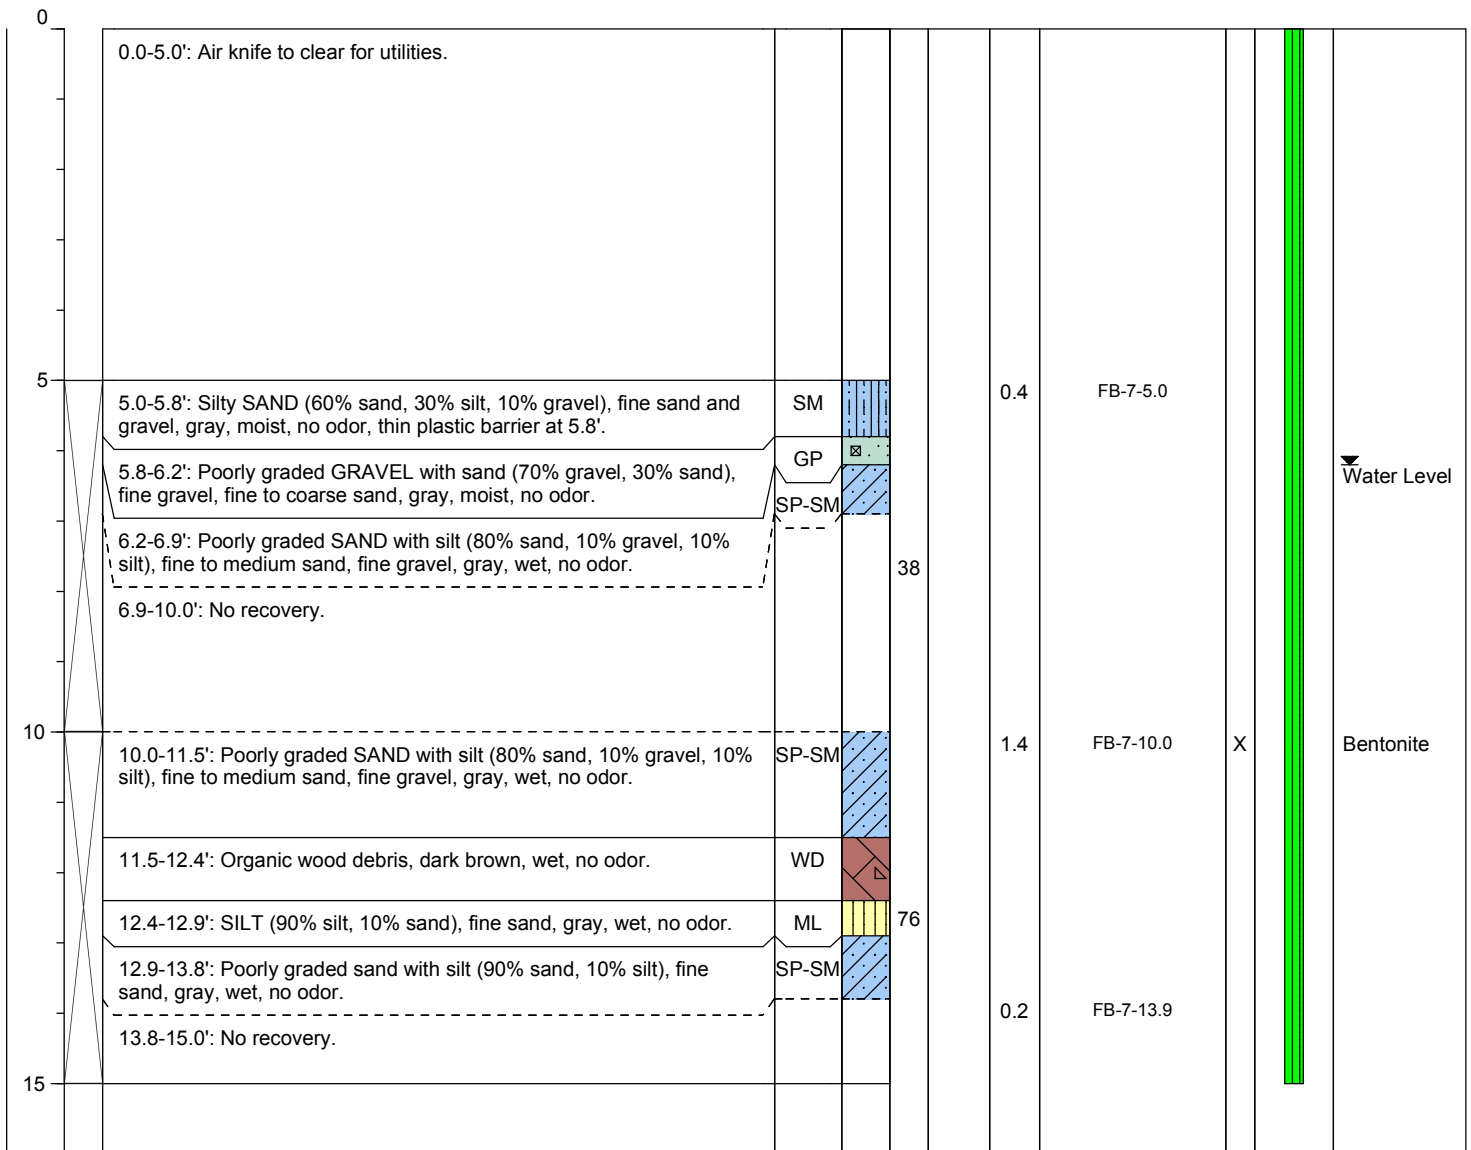 0
0.0-5.0': Air knife to clear for utilities.
5
5.0-5.8': Silty SAND (60% sand, 30% silt, 10% gravel), fine sand and
gravel, gray, moist, no odor, thin plastic barrier at 5.8'.
SM
0.4
FB-7-5.0
5.8-6.2': Poorly graded GRAVEL with sand (70% gravel, 30% sand),
fine gravel, fine to coarse sand, gray, moist, no odor.
GP
Water Level
SP-SM
6.2-6.9': Poorly graded SAND with silt (80% sand, 10% gravel, 10%
silt), fine to medium sand, fine gravel, gray, wet, no odor.
38
6.9-10.0': No recovery.
10
10.0-11.5': Poorly graded SAND with silt (80% sand, 10% gravel, 10%
silt), fine to medium sand, fine gravel, gray, wet, no odor.
SP-SM
1.4
FB-7-10.0
X
Bentonite
11.5-12.4': Organic wood debris, dark brown, wet, no odor.
WD
12.4-12.9': SILT (90% silt, 10% sand), fine sand, gray, wet, no odor.
ML
76
12.9-13.8': Poorly graded sand with silt (90% sand, 10% silt), fine
sand, gray, wet, no odor.
SP-SM
0.2
FB-7-13.9
13.8-15.0': No recovery.
15